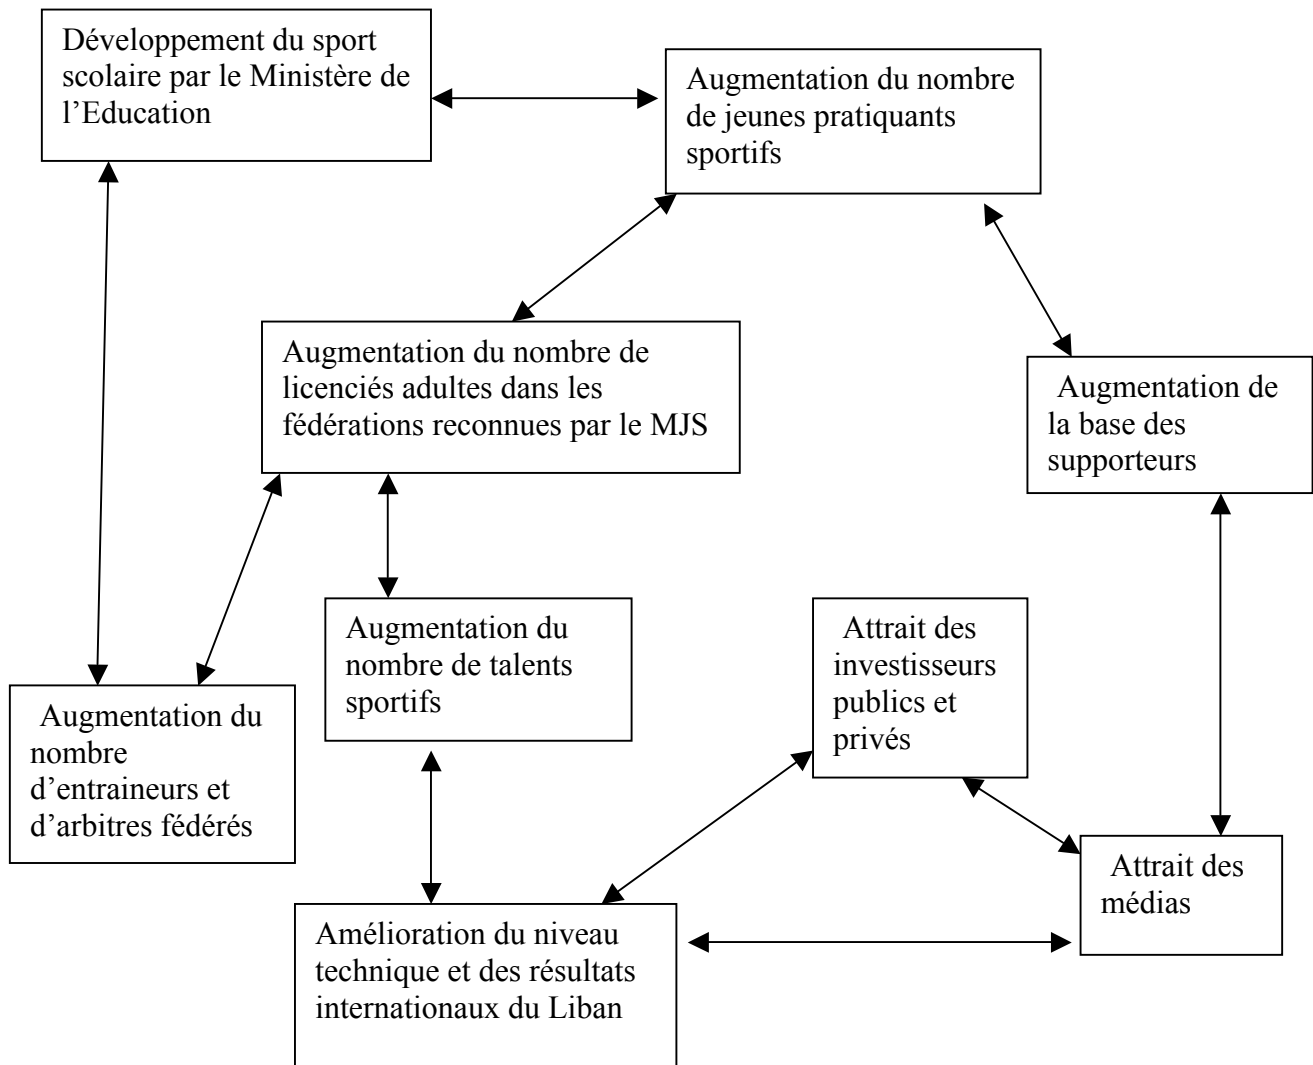 Développement du sport
scolaire par le Ministère de
l’Education
Augmentation du nombre
de jeunes pratiquants
sportifs
Augmentation du nombre de
licenciés adultes dans les
fédérations reconnues par le MJS
Augmentation de
la base des
supporteurs
Augmentation du
nombre de talents
sportifs
Attrait des
investisseurs
publics et
privés
Augmentation du
nombre
d’entraineurs et
d’arbitres fédérés
Attrait des
médias
Amélioration du niveau
technique et des résultats
internationaux du Liban